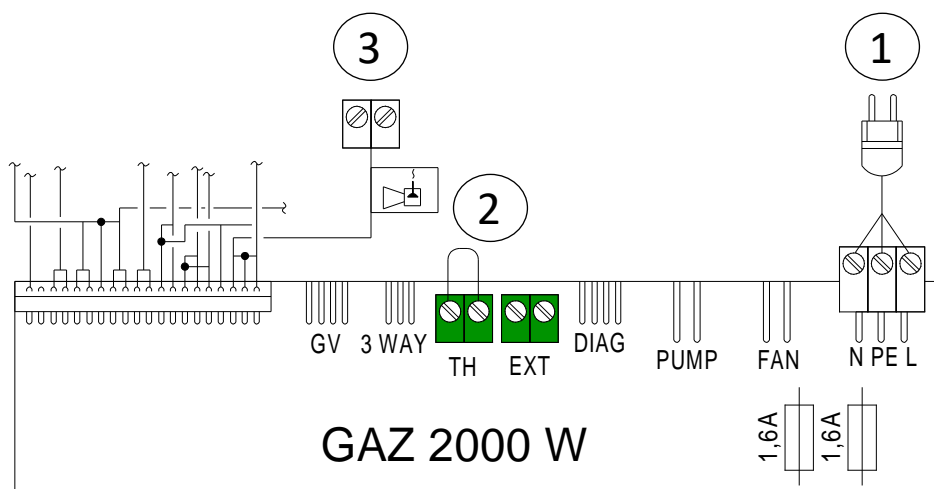 3
1
2
GV
3 WAY
TH
EXT
DIAG
PUMP
FAN
N PE L
GAZ 2000 W
1,6A
1,6A